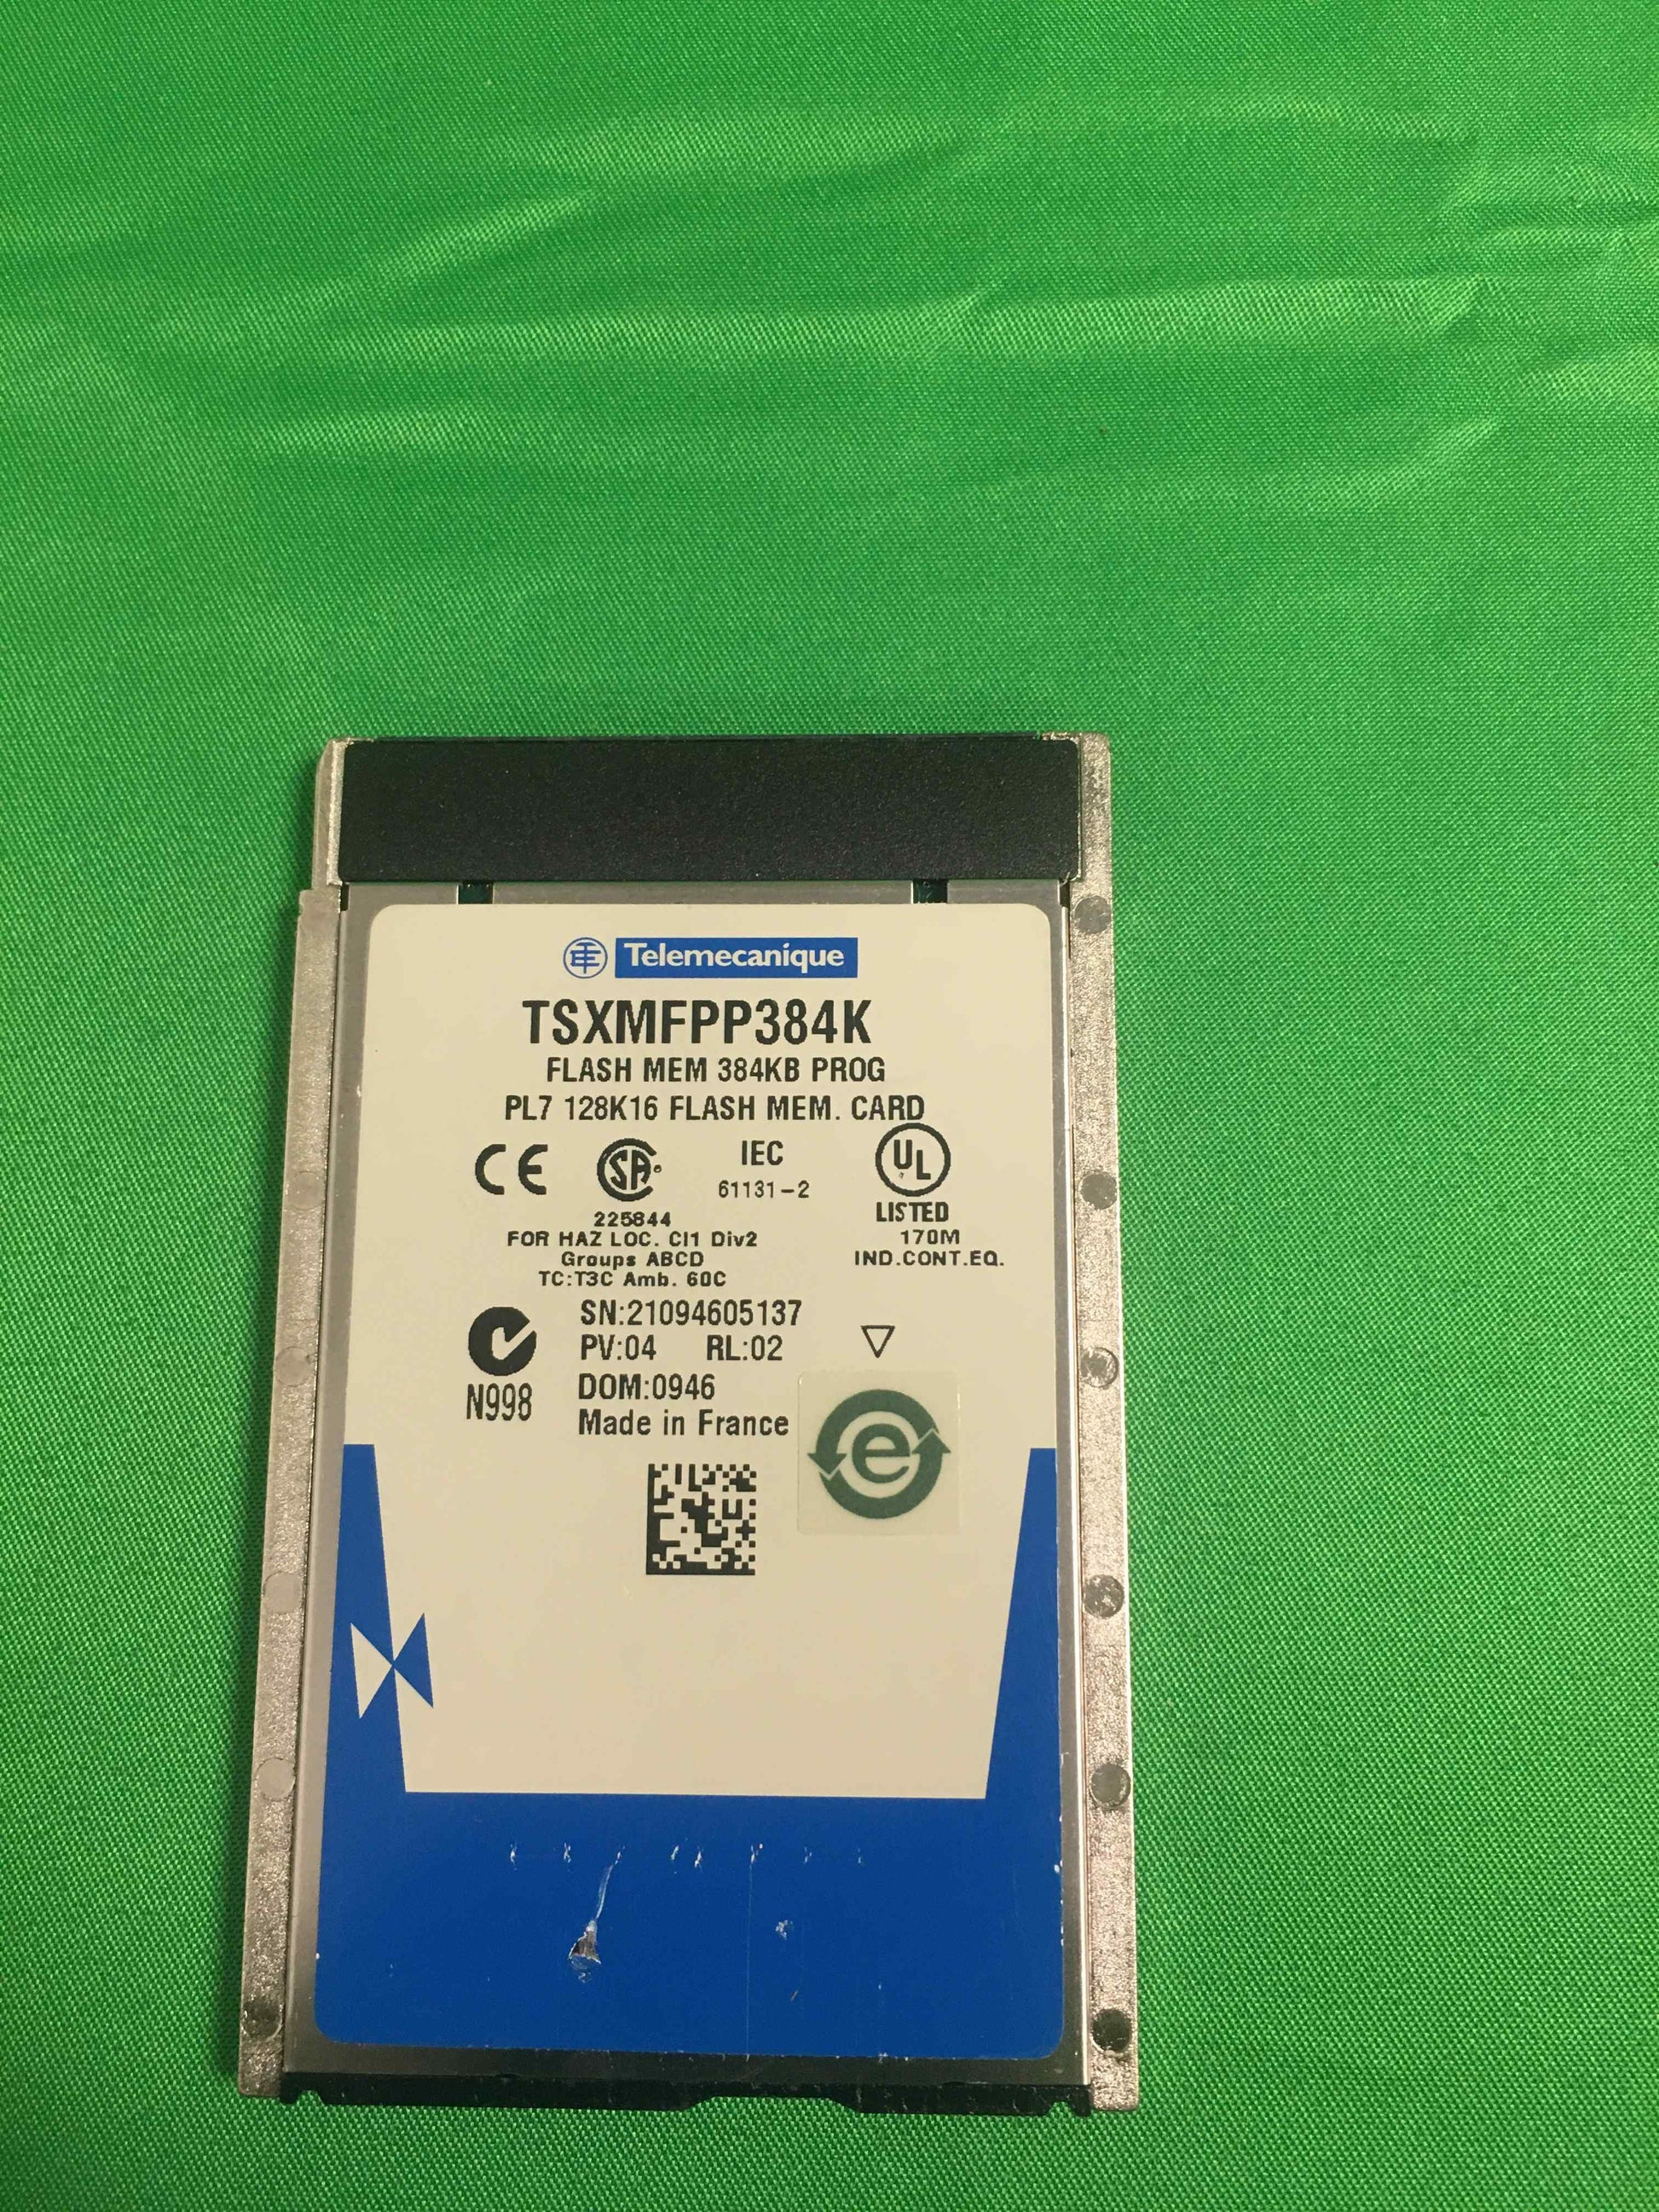 Telemecanique
TSXMFPP384K
FLASH MEM 384KB PROG
PL7 128K16 FLASH MEM. CARD
CE SA IEC UL
61131-2
LISTED
225844
170M
FOR HAZ LOC. Cl1 Div2
IND.CONT.EQ.
Groups ABCD
TC:T3C Amb. 60C
SN:21094605137
PV:04 RL:02
DOM:0946
N998
Made in France
e